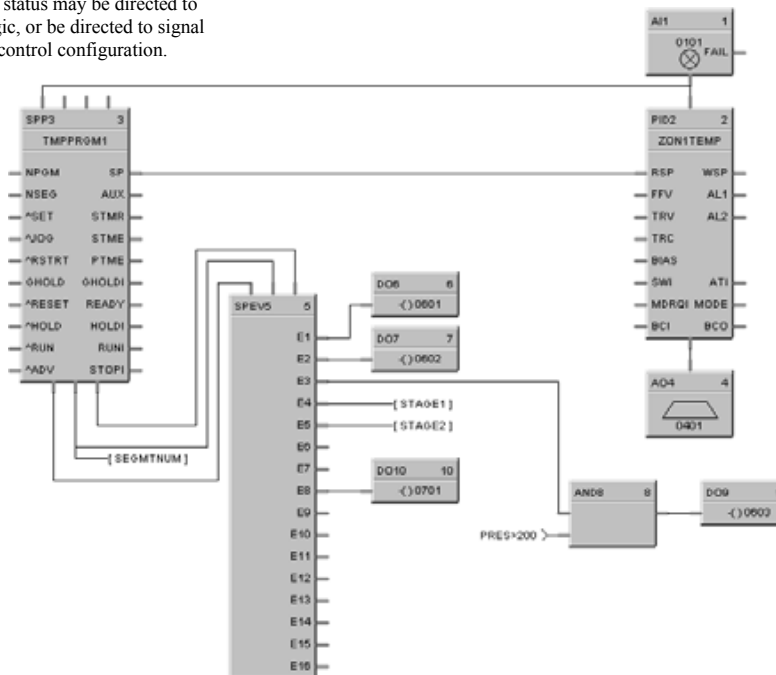 status may be directed to
gic, or be directed to signal
control configuration.
AI1 1
0101
FAIL
SPP3 3
TMPPRGM1
NPGM SP
NSEG AUX
^SET STMR
^JOG STME
^RSTRT PTME
GHOLD GHOLDI
^RESET READY
^HOLD HOLDI
^RUN RUNI
^ADV STOPI
PID2 2
ZON1TEMP
RSP WSP
FFV AL1
TRV AL2
TRC
BIAS
SWI ATI
MDRQI MODE
BCI BCO
SPEV5 5
E1
E2
E3
E4
E5
E6
E7
E8
E9
E10
E11
E12
E13
E14
E15
E16
DO6 6
-( )0601
DO7 7
-( )0602
[STAGE1]
[STAGE2]
[SEGMTNUM]
DO10 10
-( )0701
AO4 4
0401
AND8 8
PRES>200
DO9
-( )0603